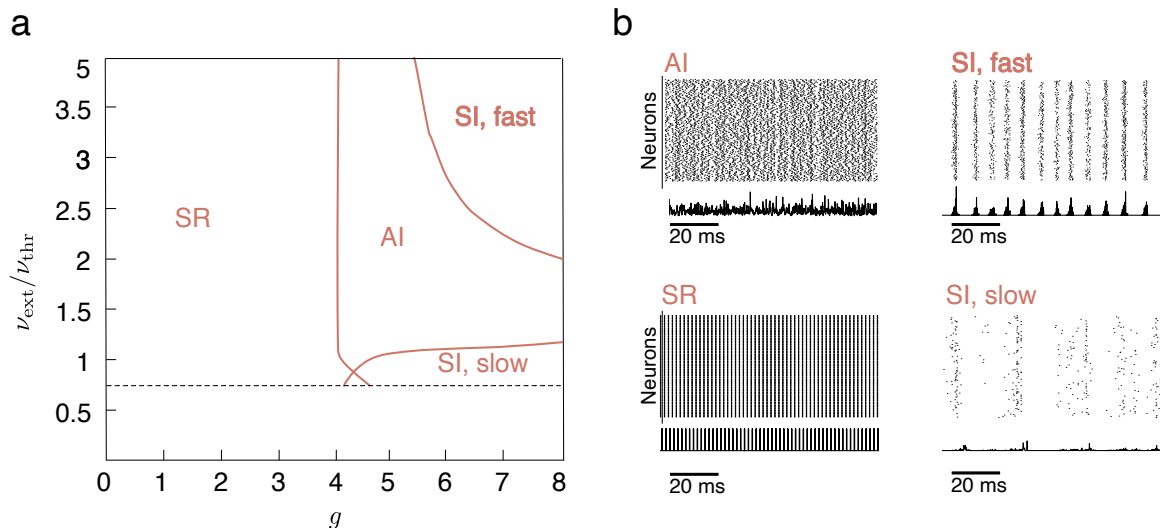 a
5
3.5
3
2.5
2
1.5
1
0.5
ν_ext/ν_thr
SR
AI
SI, fast
SI, slow
0 1 2 3 4 5 6 7 8
g
b
AI
Neurons
20 ms
SI, fast
20 ms
SR
Neurons
20 ms
SI, slow
20 ms